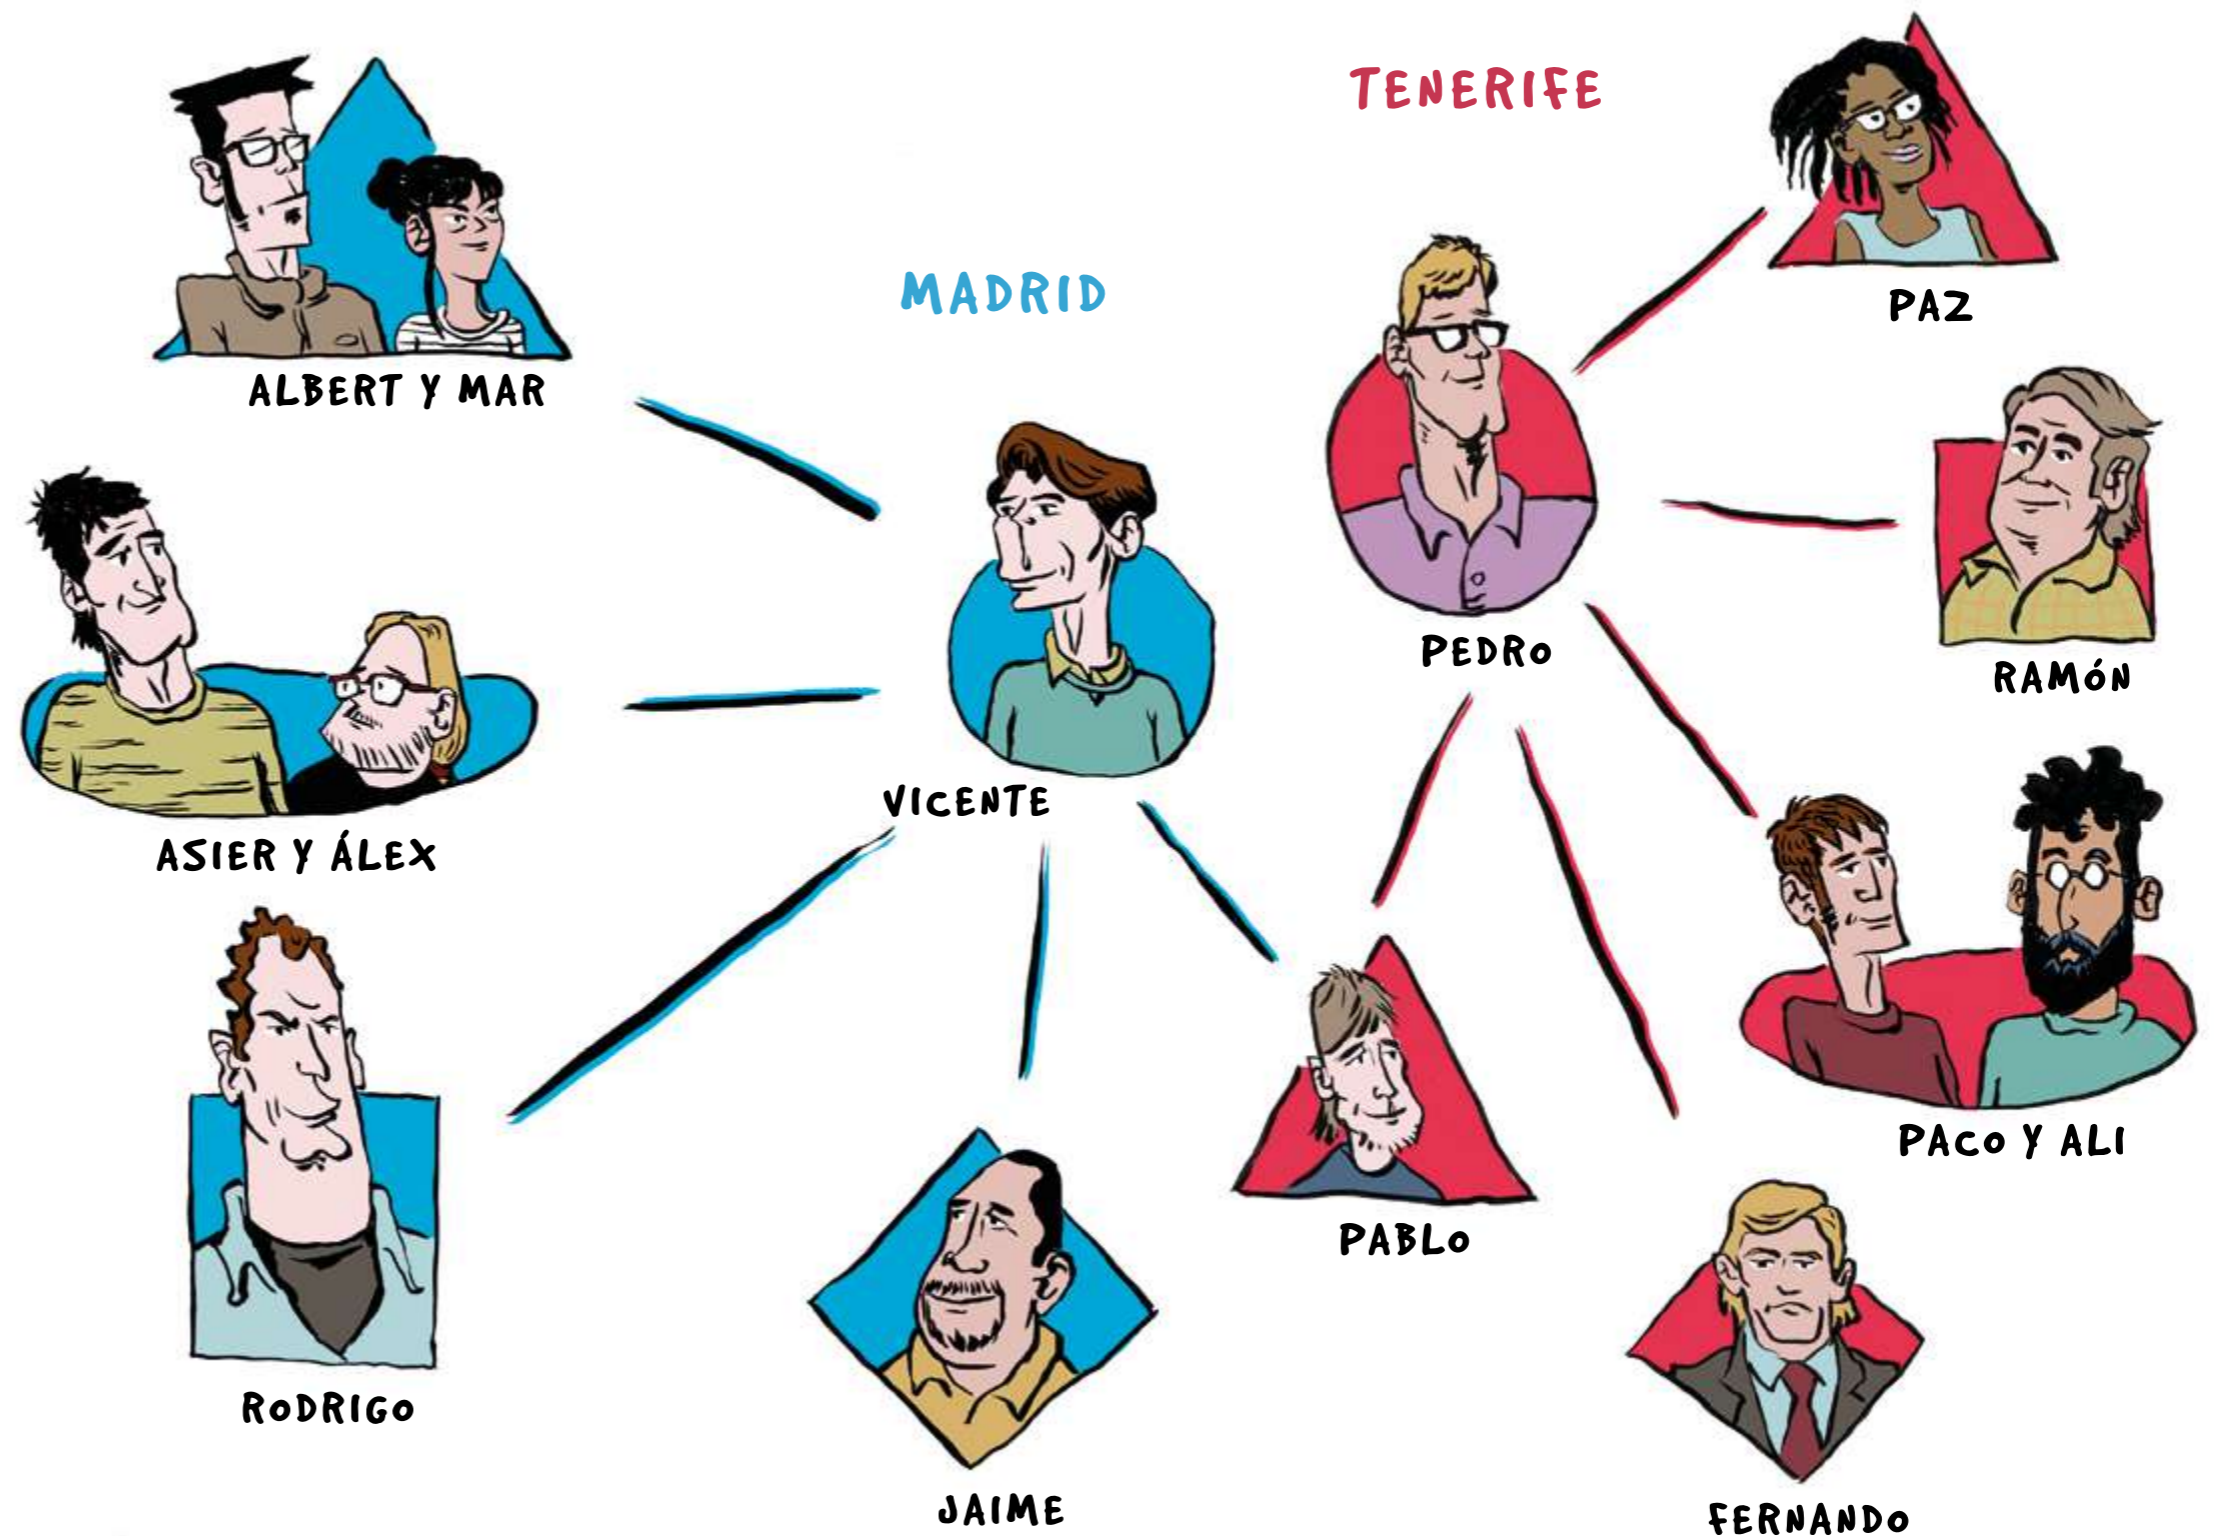 TENERIFE
MADRID
PAZ
ALBERT Y MAR
PEDRO
RAMÓN
VICENTE
ASIER Y ÁLEX
PACO Y ALI
PABLO
RODRIGO
JAIME
FERNANDO